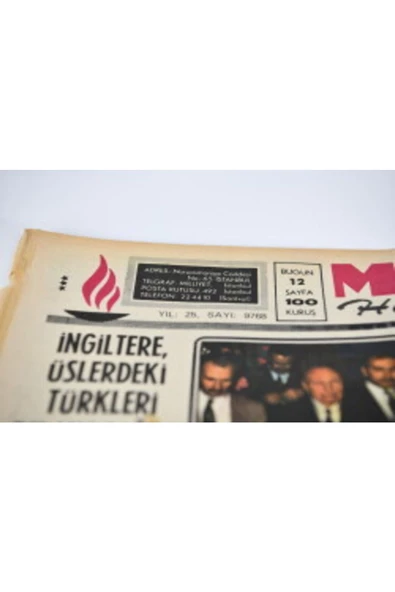 ADRES: Nuruosmaniye Caddesi
No: 65 İSTANBUL
TELGRAF: MİLLİYET, İstanbul
POSTA KUTUSU: 492 İstanbul
TELEFON: 22 44 10 (Santral)
YIL: 25, SAYI: 9768
BUGÜN
12
SAYFA
100
KURUŞ
M
İNGİLTERE,
ÜSLERDEKİ
TÜRKLERİ